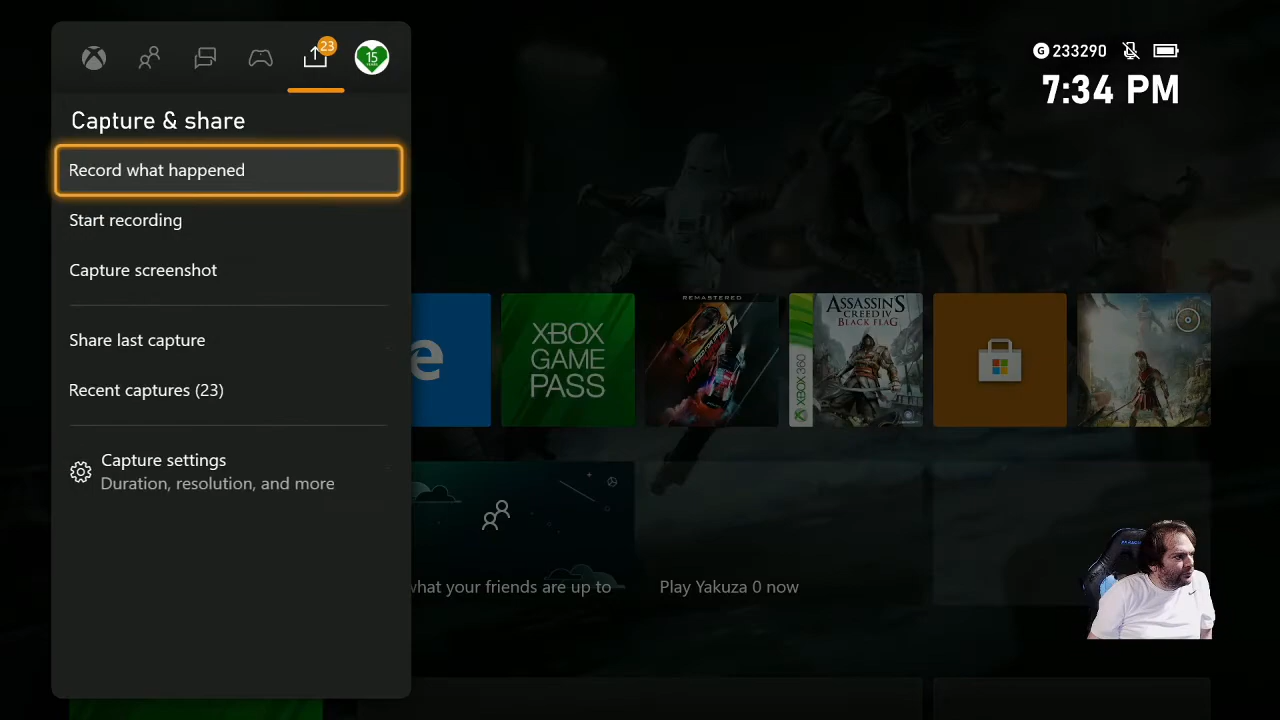 23
15
YEARS
G 233290
7:34 PM
Capture & share
Record what happened
Start recording
Capture screenshot
Share last capture
Recent captures (23)
Capture settings
Duration, resolution, and more
e
XBOX
GAME
PASS
REMASTERED
XBOX 360
ASSASSIN'S
CREED IV
BLACK FLAG
what your friends are up to
Play Yakuza 0 now